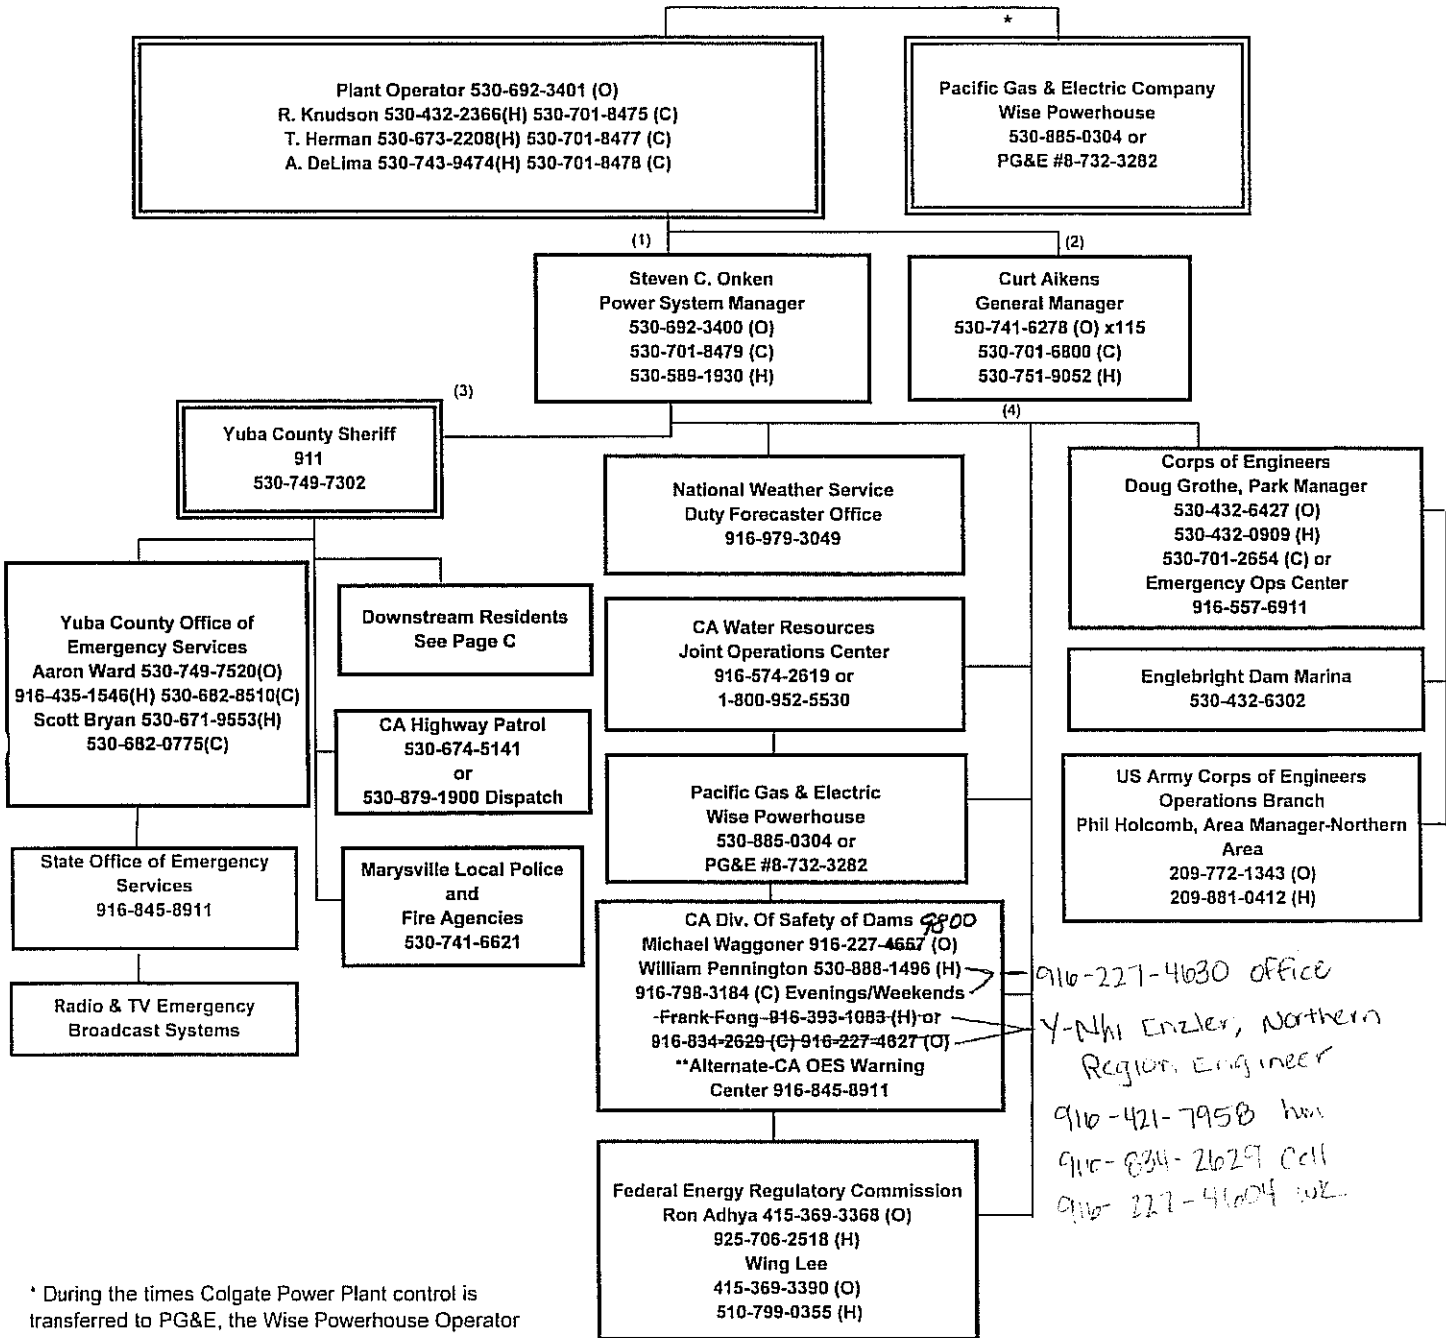 *
Plant Operator 530-692-3401 (O)
R. Knudson 530-432-2366(H) 530-701-8475 (C)
T. Herman 530-673-2208(H) 530-701-8477 (C)
A. DeLima 530-743-9474(H) 530-701-8478 (C)
Pacific Gas & Electric Company
Wise Powerhouse
530-885-0304 or
PG&E #8-732-3282
(1)
(2)
Steven C. Onken
Power System Manager
530-692-3400 (O)
530-701-8479 (C)
530-589-1930 (H)
Curt Aikens
General Manager
530-741-6278 (O) x115
530-701-6800 (C)
530-751-9052 (H)
(3)
(4)
Yuba County Sheriff
911
530-749-7302
National Weather Service
Duty Forecaster Office
916-979-3049
Corps of Engineers
Doug Grothe, Park Manager
530-432-6427 (O)
530-432-0909 (H)
530-701-2654 (C) or
Emergency Ops Center
916-557-6911
Yuba County Office of
Emergency Services
Aaron Ward 530-749-7520(O)
916-435-1546(H) 530-682-8510(C)
Scott Bryan 530-671-9553(H)
530-682-0775(C)
Downstream Residents
See Page C
CA Water Resources
Joint Operations Center
916-574-2619 or
1-800-952-5530
Englebright Dam Marina
530-432-6302
CA Highway Patrol
530-674-5141
or
530-879-1900 Dispatch
Pacific Gas & Electric
Wise Powerhouse
530-885-0304 or
PG&E #8-732-3282
US Army Corps of Engineers
Operations Branch
Phil Holcomb, Area Manager-Northern
Area
209-772-1343 (O)
209-881-0412 (H)
State Office of Emergency
Services
916-845-8911
Marysville Local Police
and
Fire Agencies
530-741-6621
Radio & TV Emergency
Broadcast Systems
CA Div. Of Safety of Dams 9800
Michael Waggoner 916-227-4667 (O)
William Pennington 530-888-1496 (H)
916-798-3184 (C) Evenings/Weekends
Frank Fong 916-393-1083 (H) or
916-834-2629 (C) 916-227-4627 (O)
**Alternate-CA OES Warning
Center 916-845-8911
916-227-4630 office
Y-Nhi Enzler, Northern
Region Engineer
916-421-7958 hm
916-834-2629 Cell
916-227-4604 wk.
Federal Energy Regulatory Commission
Ron Adhya 415-369-3368 (O)
925-706-2518 (H)
Wing Lee
415-369-3390 (O)
510-799-0355 (H)
* During the times Colgate Power Plant control is
transferred to PG&E, the Wise Powerhouse Operator